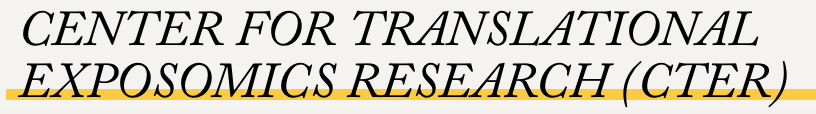 CENTER FOR TRANSLATIONAL
EXPOSOMICS RESEARCH (CTER)